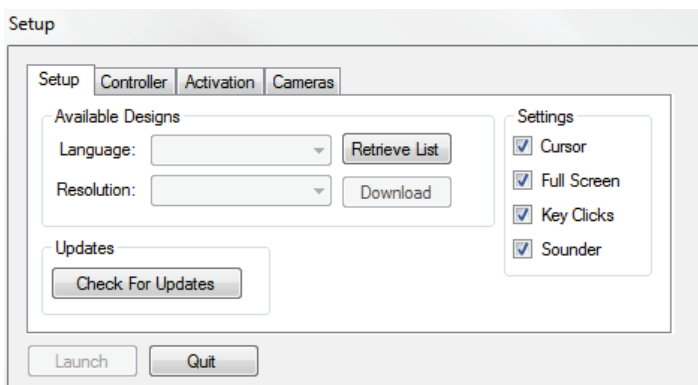 Setup
Setup Controller Activation Cameras
Available Designs
Language: Retrieve List
Resolution: Download
Updates
Check For Updates
Settings
Cursor
Full Screen
Key Clicks
Sounder
Launch Quit